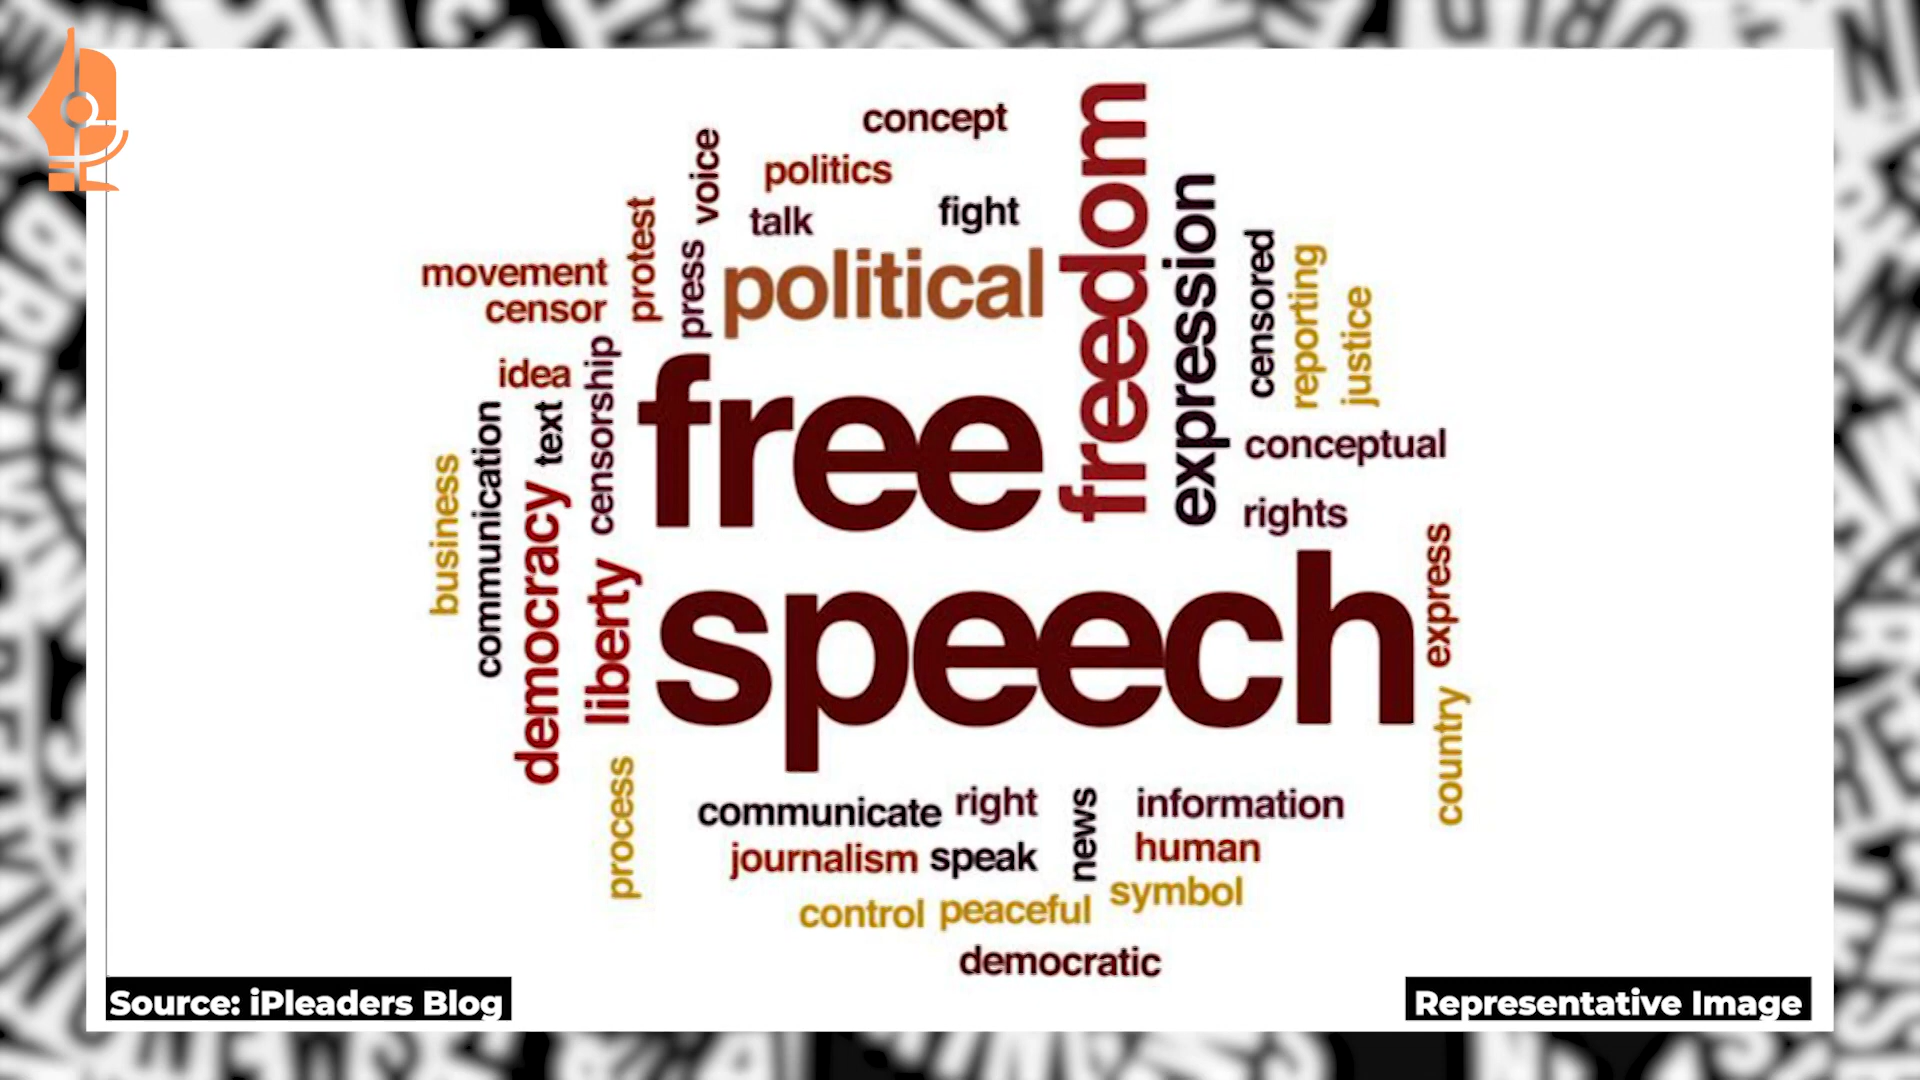 concept
voice
politics
talk
fight
freedom
expression
protest
press
political
movement
censor
censored
reporting
justice
idea
text
censorship
free
conceptual
rights
business
communication
democracy
liberty
speech
express
country
process
communicate
right
news
information
journalism
speak
human
control
peaceful
symbol
democratic
Source: iPleaders Blog
Representative Image